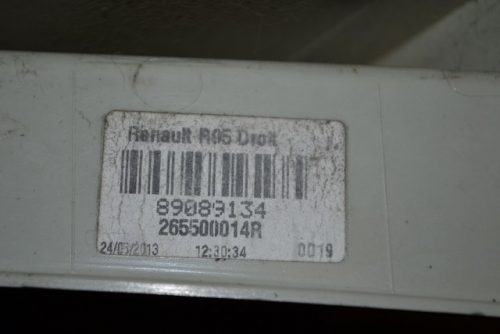 Renault R95 Droit
89089134
265500014R
24/05/2013 12:30:34 0019